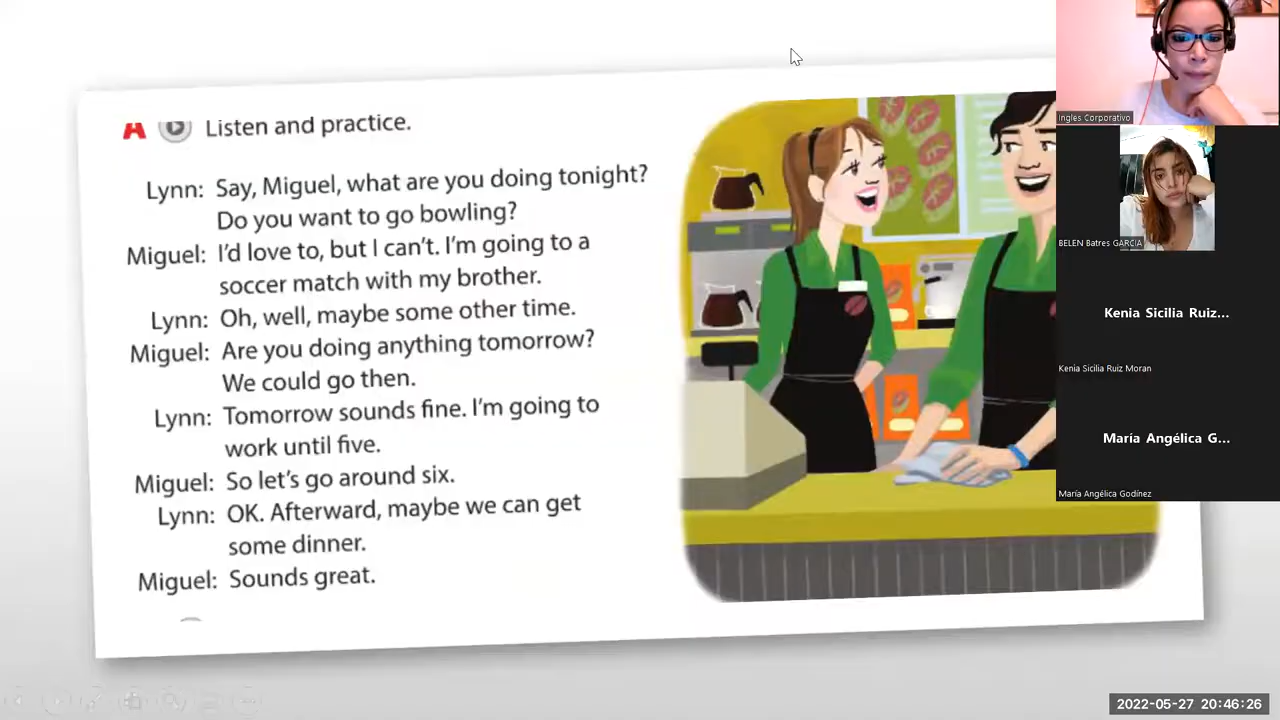 A Listen and practice.
Lynn: Say, Miguel, what are you doing tonight?
Do you want to go bowling?
Miguel: I'd love to, but I can't. I'm going to a
soccer match with my brother.
Lynn: Oh, well, maybe some other time.
Miguel: Are you doing anything tomorrow?
We could go then.
Lynn: Tomorrow sounds fine. I'm going to
work until five.
Miguel: So let's go around six.
Lynn: OK. Afterward, maybe we can get
some dinner.
Miguel: Sounds great.
Ingles Corporativo
BELEN Batres GARCIA
Kenia Sicilia Ruiz...
Kenia Sicilia Ruiz Moran
María Angélica G...
María Angélica Godínez
2022-05-27 20:46:26